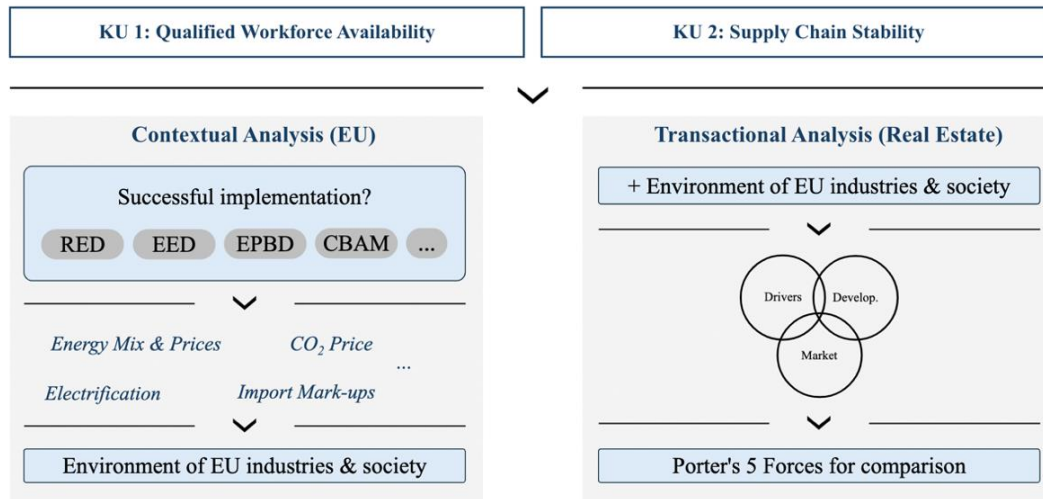 KU 1: Qualified Workforce Availability
KU 2: Supply Chain Stability
Contextual Analysis (EU)
Successful implementation?
RED EED EPBD CBAM ...
Energy Mix & Prices CO₂ Price
...
Electrification Import Mark-ups
Environment of EU industries & society
Transactional Analysis (Real Estate)
+ Environment of EU industries & society
Drivers Develop.
Market
Porter's 5 Forces for comparison